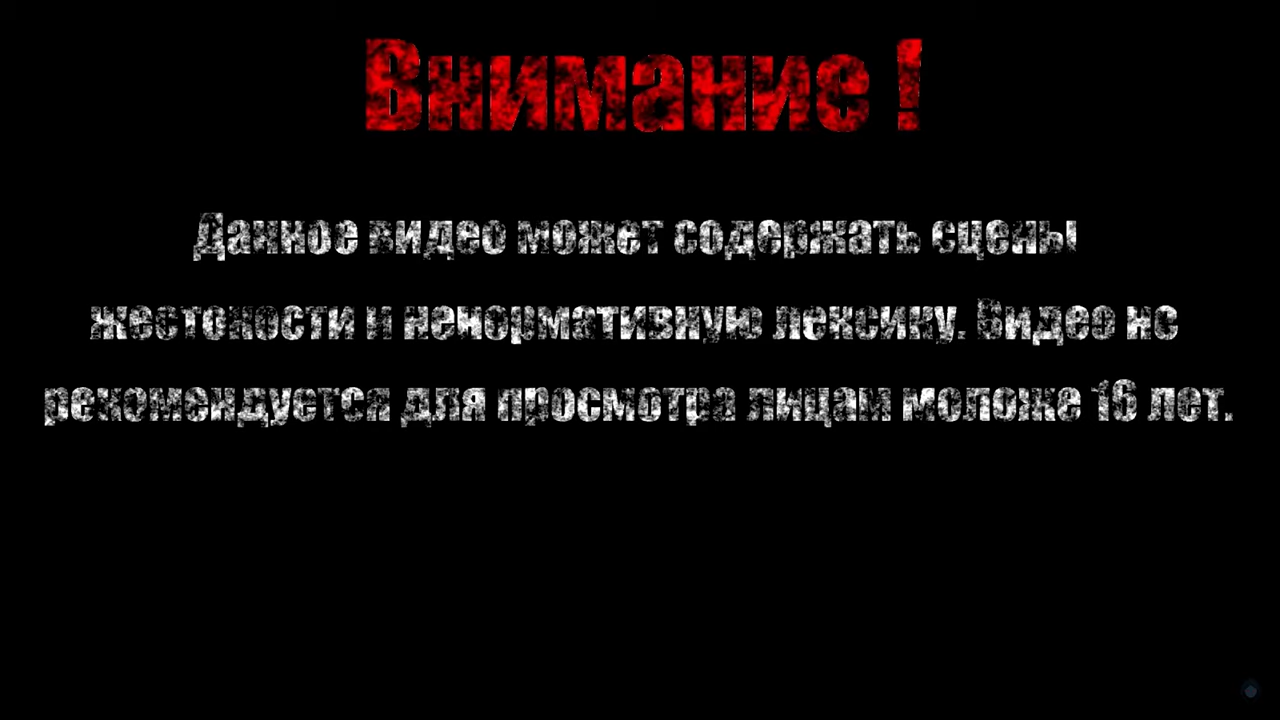 Внимание !
Данное видео может содержать сцены
жестокости и ненормативную лексику. Видео не
рекомендуется для просмотра лицам моложе 16 лет.